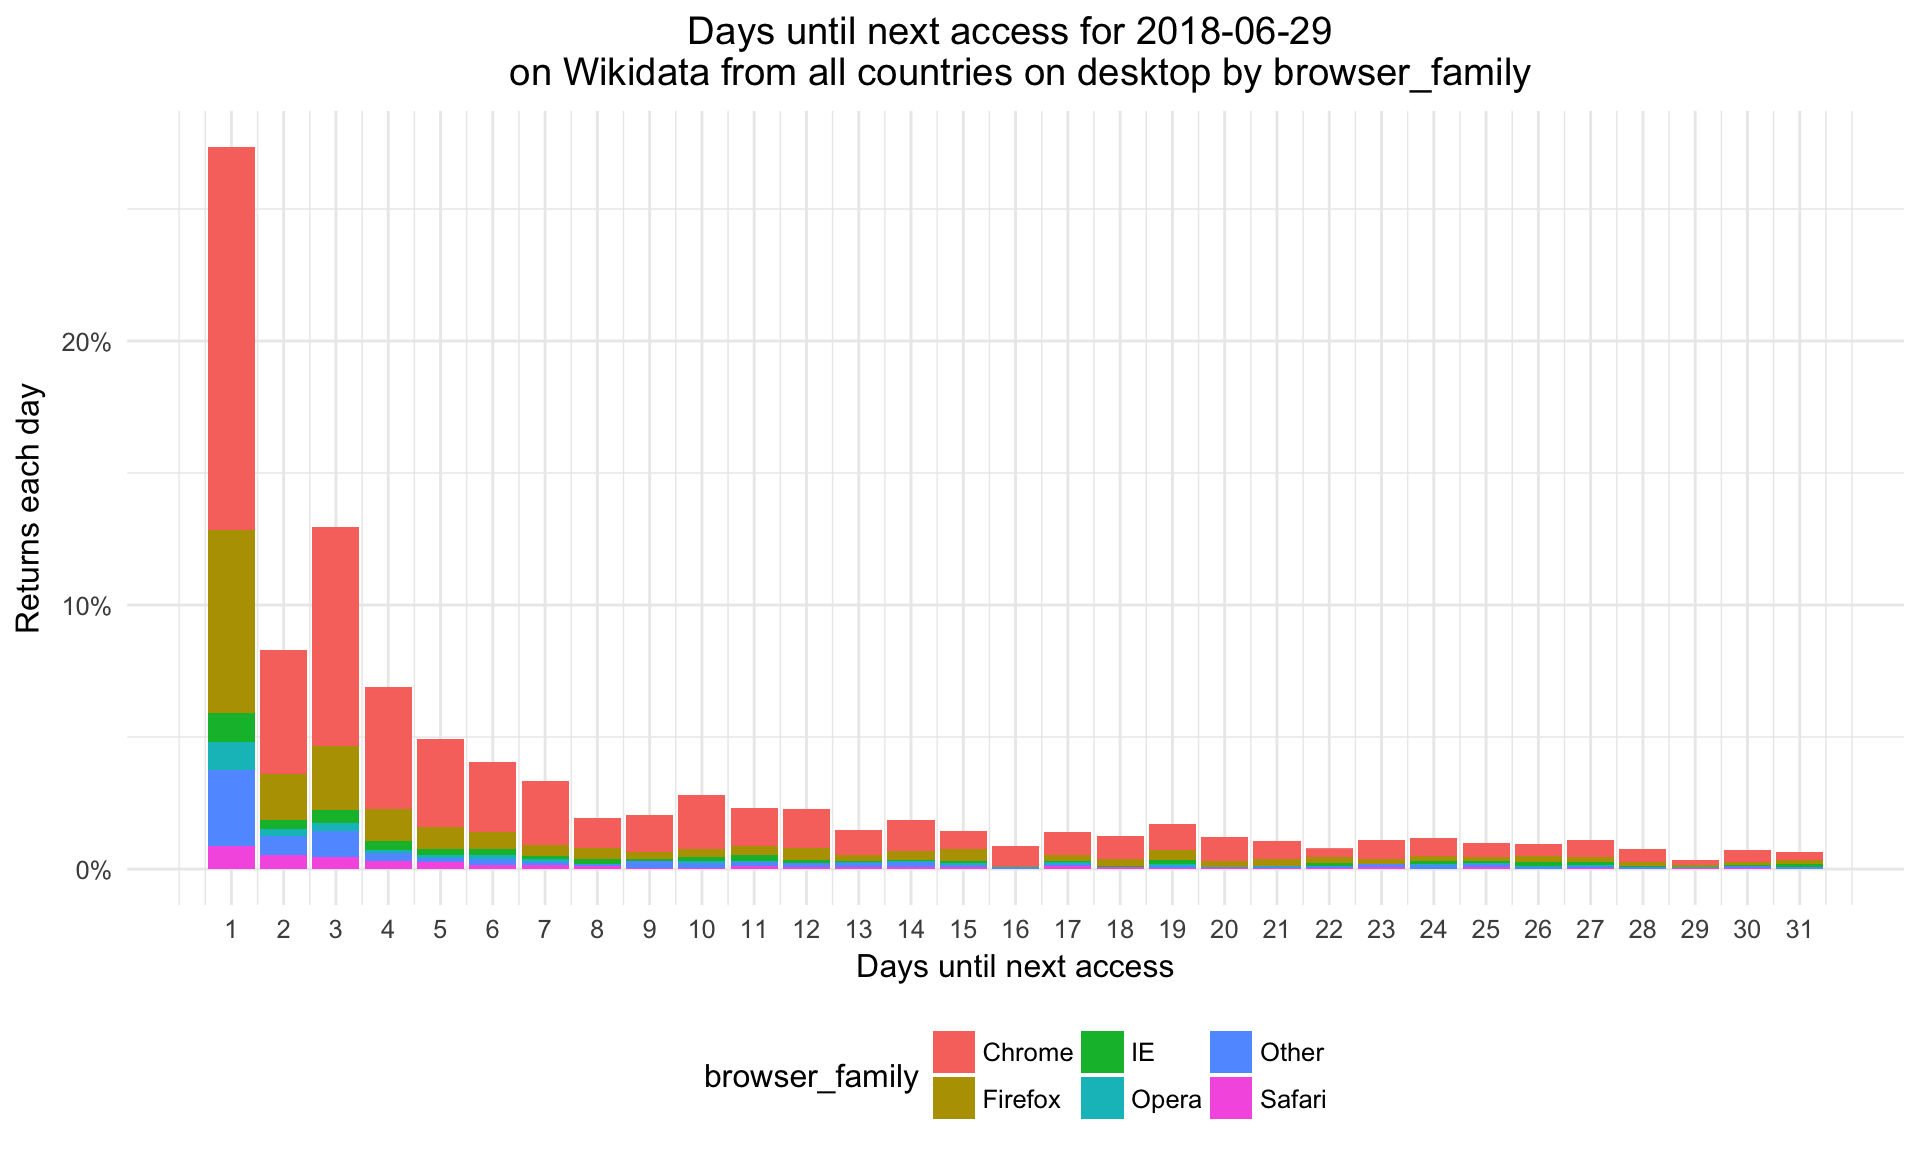 Days until next access for 2018-06-29
on Wikidata from all countries on desktop by browser_family
Returns each day
20%
10%
0%
1 2 3 4 5 6 7 8 9 10 11 12 13 14 15 16 17 18 19 20 21 22 23 24 25 26 27 28 29 30 31
Days until next access
browser_family
Chrome IE Other
Firefox Opera Safari